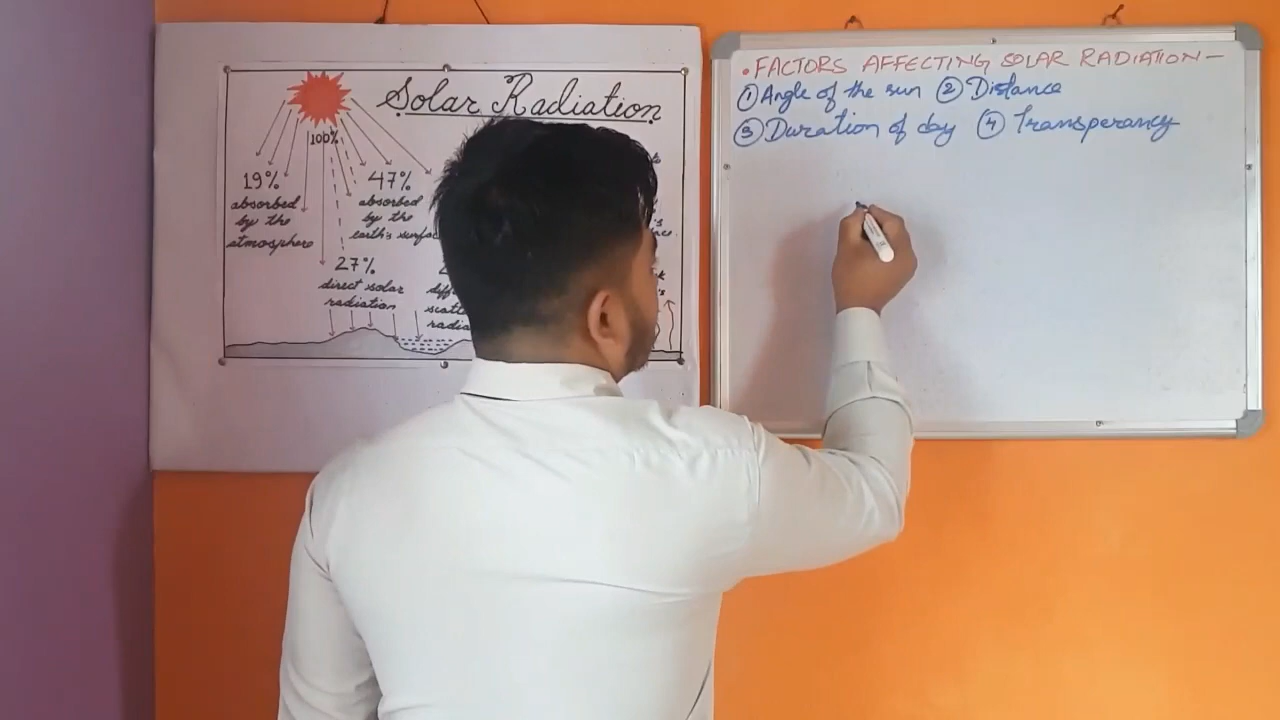 Solar Radiation
100%
19%
absorbed
by the
atmosphere
47%
absorbed
by the
earth's
27%
direct solar
radiation
• FACTORS AFFECTING SOLAR RADIATION –
① Angle of the sun ② Distance
③ Duration of day ④ Transperancy